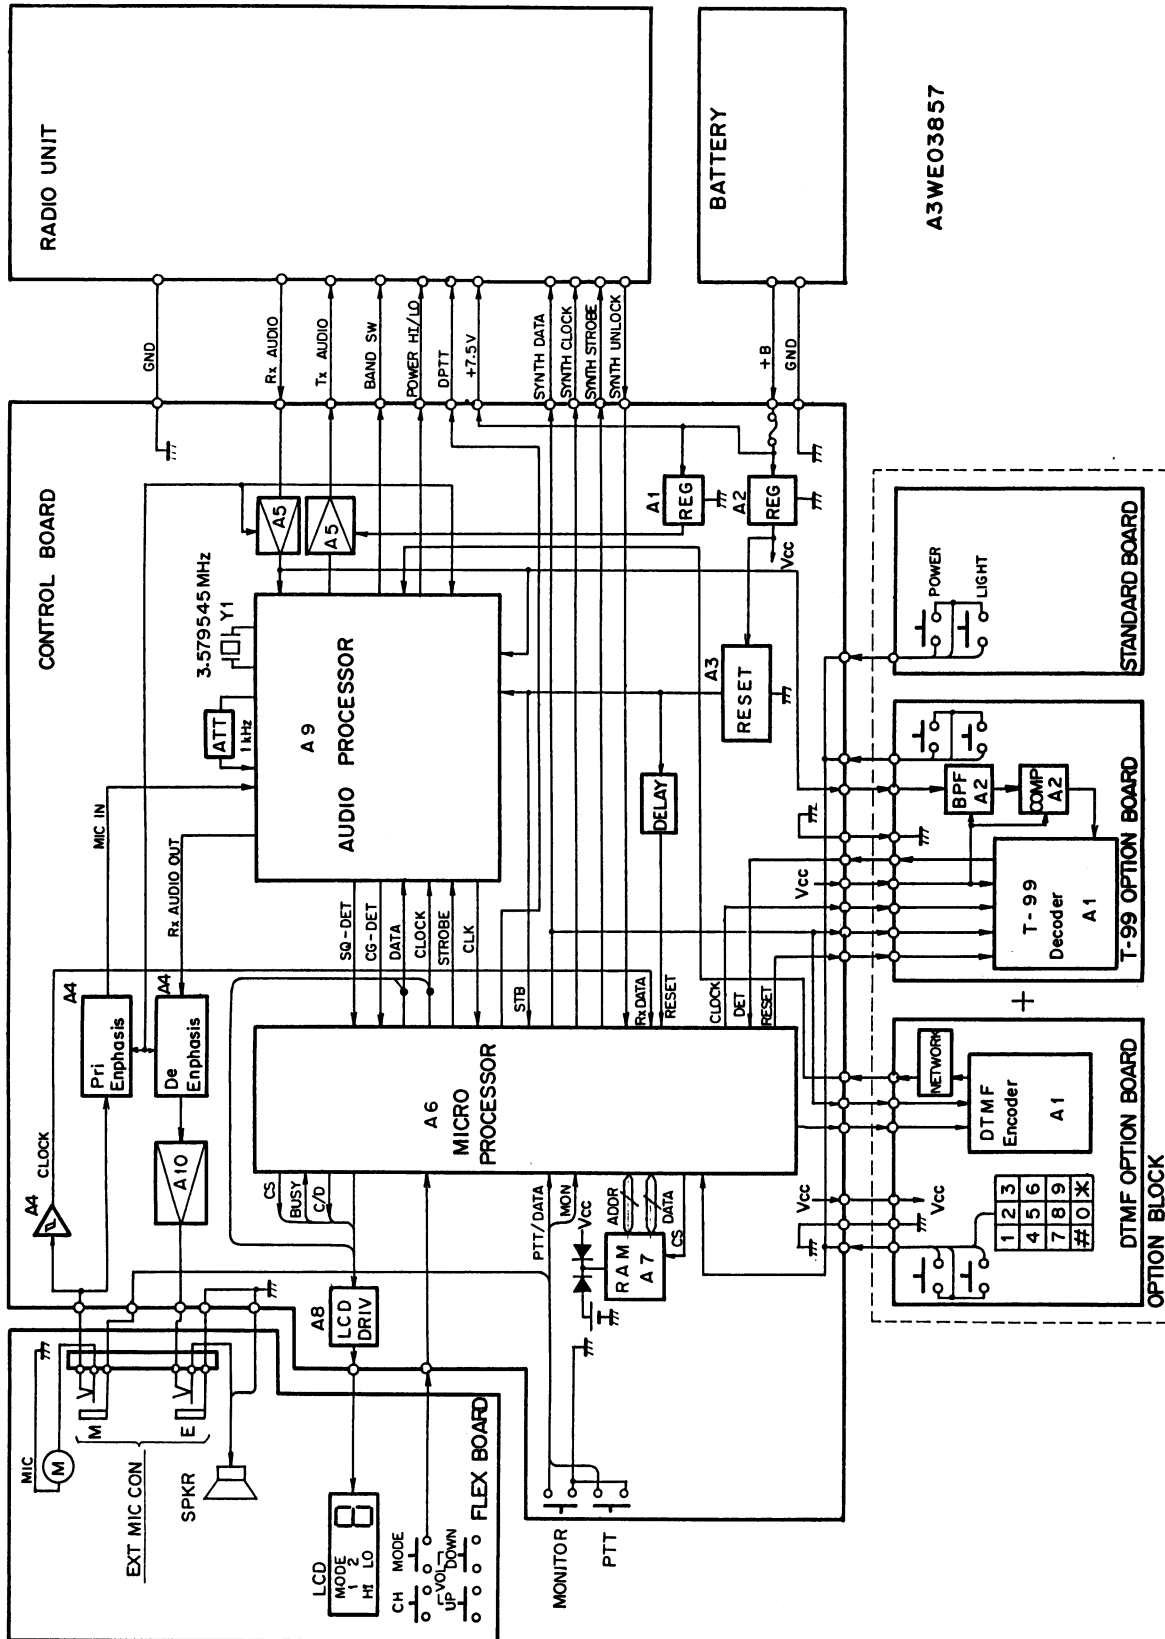 RADIO UNIT
BATTERY
A3WE03857
GND
Rx AUDIO
Tx AUDIO
BAND SW
POWER HI/LO
DPTT
+7.5V
SYNTH DATA
SYNTH CLOCK
SYNTH STROBE
SYNTH UNLOCK
+B
GND
CONTROL BOARD
3.579545MHz
Y1
ATT
1kHz
A5
A5
A1
REG
A2
REG
Vcc
A9
AUDIO PROCESSOR
A3
RESET
DELAY
MIC IN
Rx AUDIO OUT
SQ-DET
CG-DET
DATA
CLOCK
STROBE
CLK
STB
RxDATA
RESET
CLOCK
DET
RESET
Vcc
A4
Pri
Enphasis
A4
De
Enphasis
A10
A4
CLOCK
A6
MICRO
PROCESSOR
CS
BUSY
C/D
PTT/DATA
MON
Vcc
ADDR
DATA
CS
RAM
A7
Vcc
A8
LCD
DRIV
MIC
M
M
E
EXT MIC CON
SPKR
LCD
MODE
1 2
HI LO
CH
MODE
VOL
UP
DOWN
FLEX BOARD
MONITOR
PTT
POWER
LIGHT
STANDARD BOARD
BPF
A2
COMP
A2
T-99
Decoder
A1
T-99 OPTION BOARD
+
NETWORK
DTMF
Encoder
A1
Vcc
1 2 3
4 5 6
7 8 9
# 0 *
DTMF OPTION BOARD
OPTION BLOCK